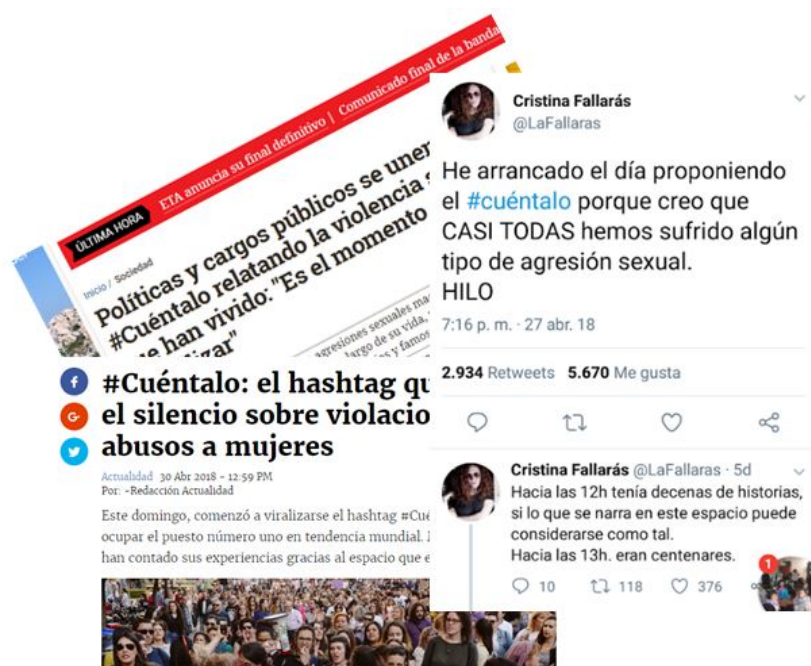 ÚLTIMA HORA ETA anuncia su final definitivo | Comunicado final de la banda
Inicio / Sociedad
Políticas y cargos públicos se
#Cuéntalo relatando la violencia
han vivido: "Es el momento
agresiones sexuales
largo de su vida,
y famos
#Cuéntalo: el hashtag
el silencio sobre
abusos a mujeres
Actualidad 30 Abr 2018 - 12:59 PM
Por: -Redacción Actualidad
Este domingo, comenzó a viralizarse el hashtag
ocupar el puesto número uno en tendencia mundial.
han contado sus experiencias gracias al espacio que
Cristina Fallarás
@LaFallaras
He arrancado el día proponiendo
el #cuéntalo porque creo que
CASI TODAS hemos sufrido algún
tipo de agresión sexual.
HILO
7:16 p. m. · 27 abr. 18
2.934 Retweets 5.670 Me gusta
Cristina Fallarás @LaFallaras · 5d
Hacia las 12h tenía decenas de historias,
si lo que se narra en este espacio puede
considerarse como tal.
Hacia las 13h. eran centenares.
10 118 376
1